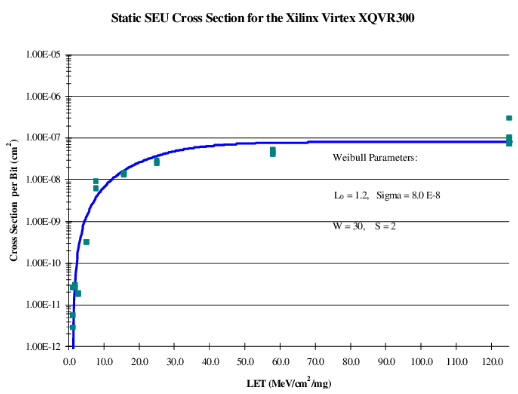 Static SEU Cross Section for the Xilinx Virtex XQVR300
Cross Section per Bit (cm²)
1.00E-05
1.00E-06
1.00E-07
1.00E-08
1.00E-09
1.00E-10
1.00E-11
1.00E-12
Weibull Parameters:
Lo = 1.2, Sigma = 8.0 E-8
W = 30, S = 2
0.0 10.0 20.0 30.0 40.0 50.0 60.0 70.0 80.0 90.0 100.0 110.0 120.0
LET (MeV/cm²/mg)